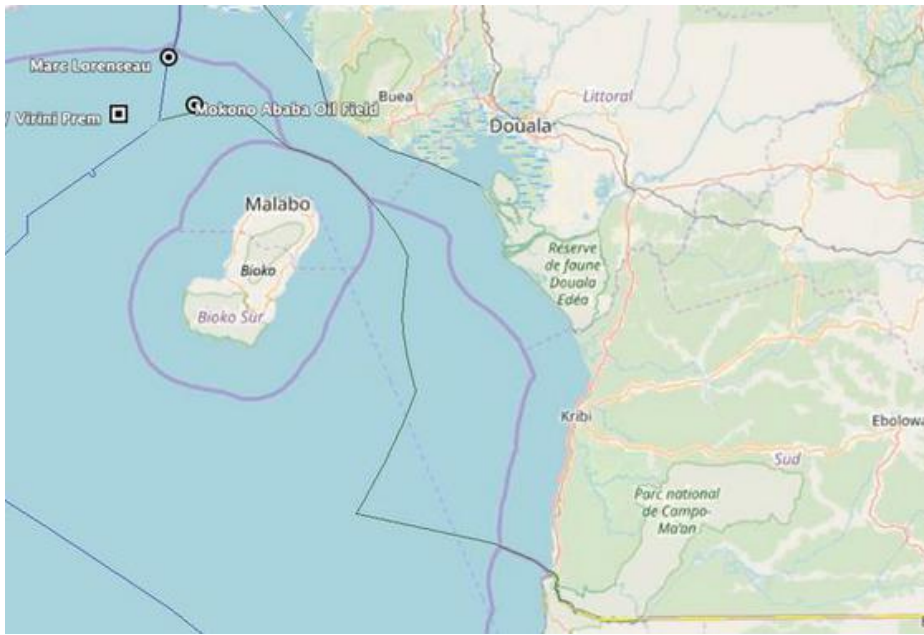 Marc Lorenceau
Mokono Ababa Oil Field
/ Virini Prem
Buea
Littoral
Douala
Malabo
Bioko
Bioko Sur
Réserve
de faune
Douala
Edéa
Kribi
Ebolowa
Sud
Parc national
de Campo-
Ma'an